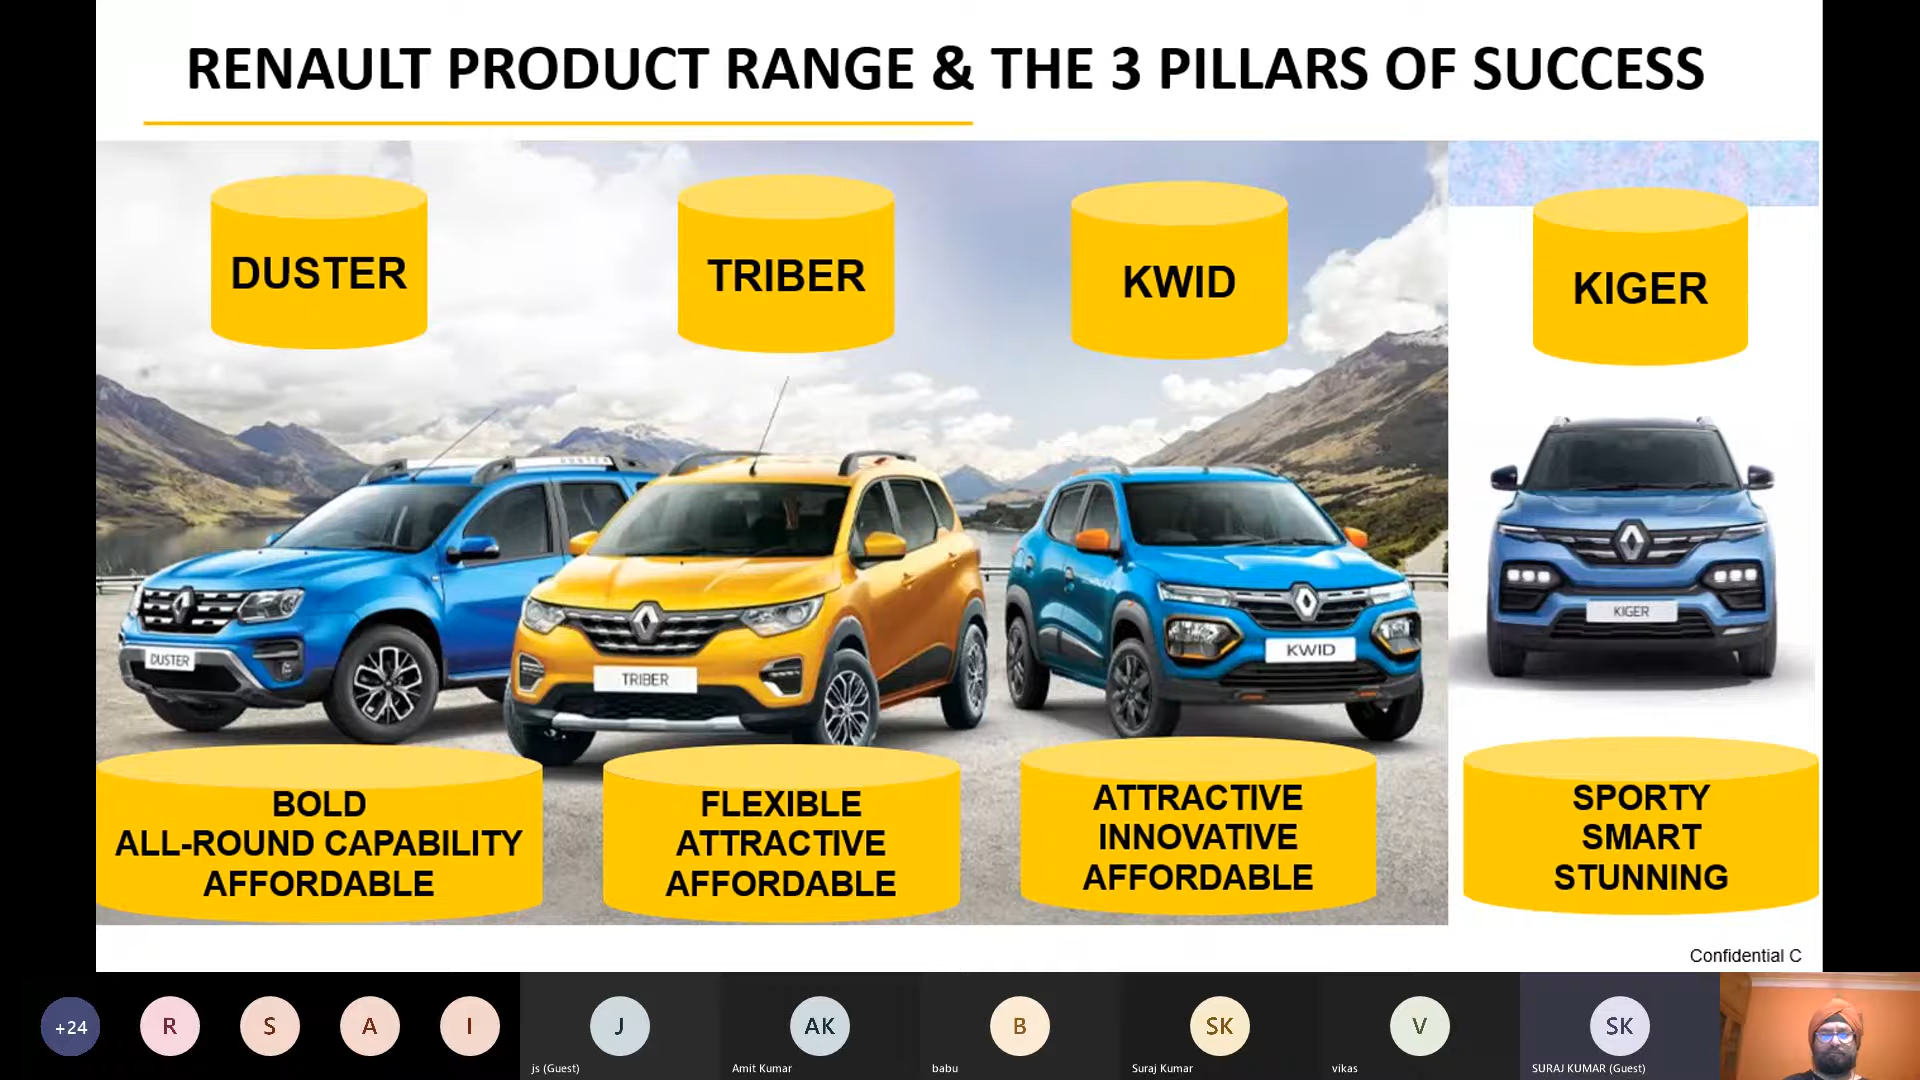 RENAULT PRODUCT RANGE & THE 3 PILLARS OF SUCCESS
DUSTER
TRIBER
KWID
KIGER
DUSTER
DUSTER
TRIBER
KWID
KIGER
BOLD
ALL-ROUND CAPABILITY
AFFORDABLE
FLEXIBLE
ATTRACTIVE
AFFORDABLE
ATTRACTIVE
INNOVATIVE
AFFORDABLE
SPORTY
SMART
STUNNING
Confidential C
+24
R
S
A
I
J
js (Guest)
AK
Amit Kumar
B
babu
SK
Suraj Kumar
V
vikas
SK
SURAJ KUMAR (Guest)